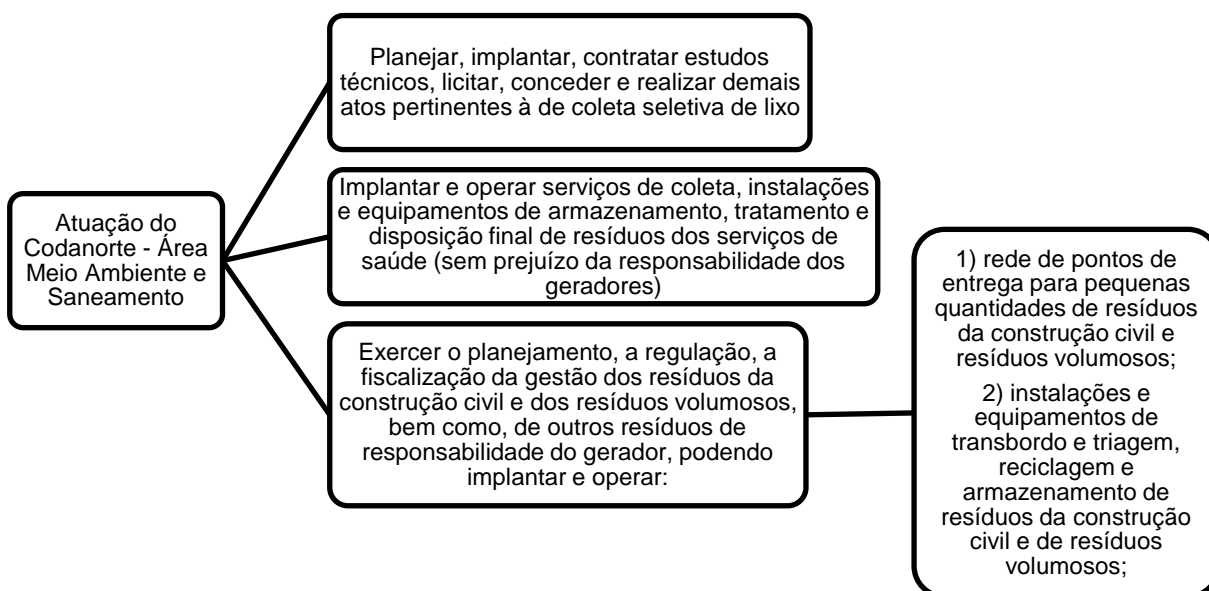 Planejar, implantar, contratar estudos
técnicos, licitar, conceder e realizar demais
atos pertinentes à de coleta seletiva de lixo
Atuação do
Codanorte - Área
Meio Ambiente e
Saneamento
Implantar e operar serviços de coleta, instalações
e equipamentos de armazenamento, tratamento e
disposição final de resíduos dos serviços de
saúde (sem prejuízo da responsabilidade dos
geradores)
Exercer o planejamento, a regulação, a
fiscalização da gestão dos resíduos da
construção civil e dos resíduos volumosos,
bem como, de outros resíduos de
responsabilidade do gerador, podendo
implantar e operar:
1) rede de pontos de
entrega para pequenas
quantidades de resíduos
da construção civil e
resíduos volumosos;
2) instalações e
equipamentos de
transbordo e triagem,
reciclagem e
armazenamento de
resíduos da construção
civil e de resíduos
volumosos;